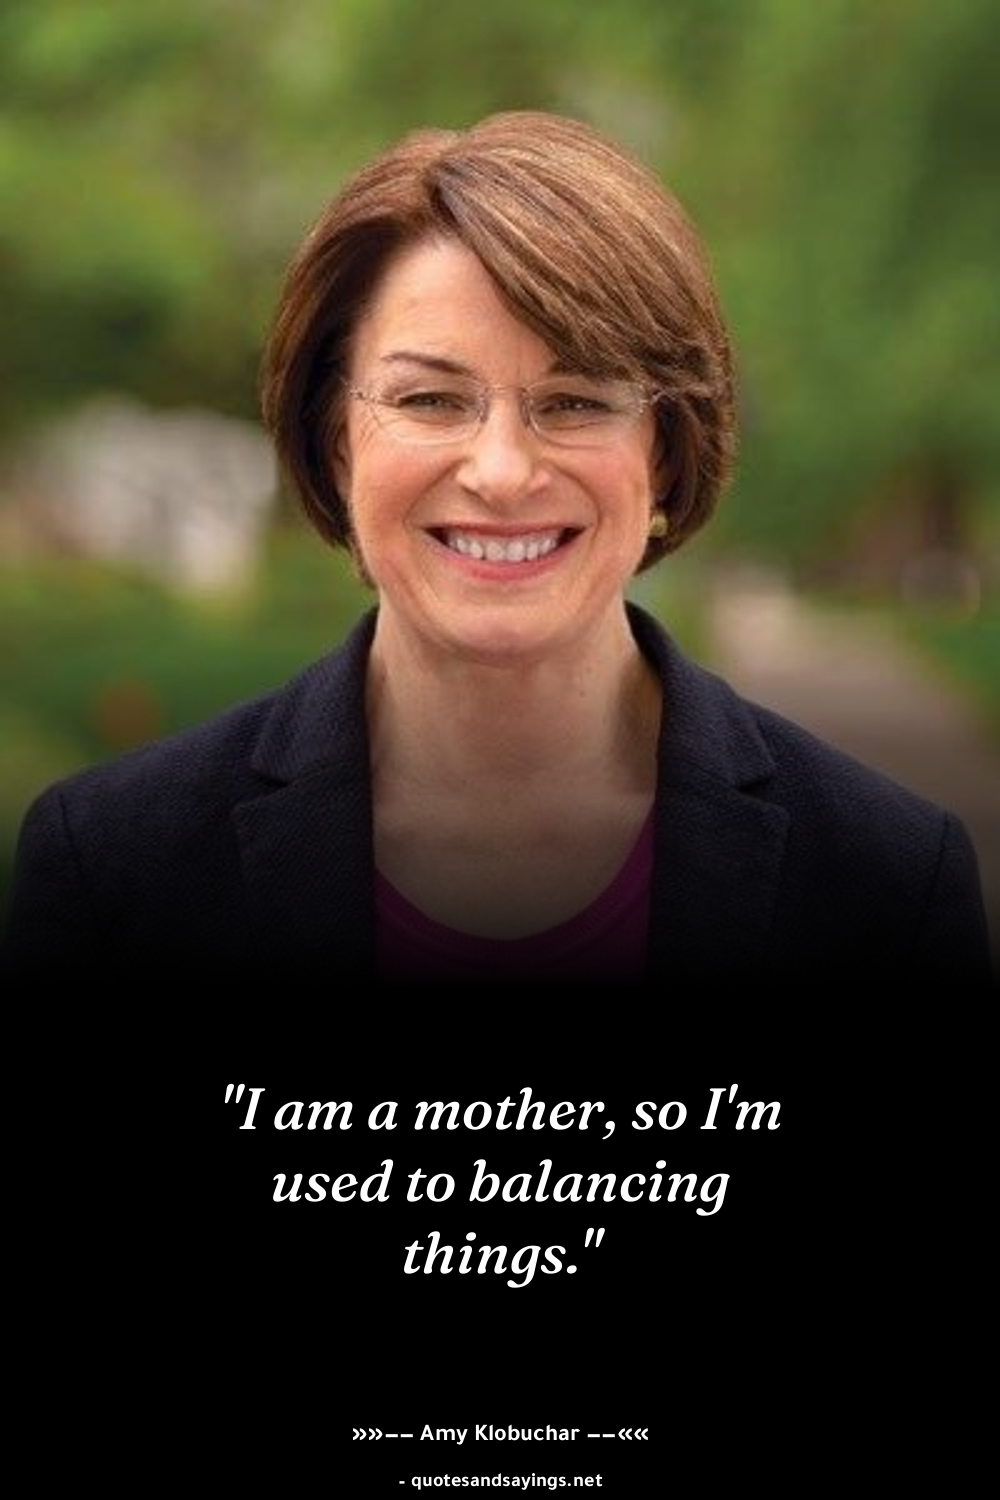 "I am a mother, so I'm
used to balancing
things."
»»–– Amy Klobuchar ––««
- quotesandsayings.net